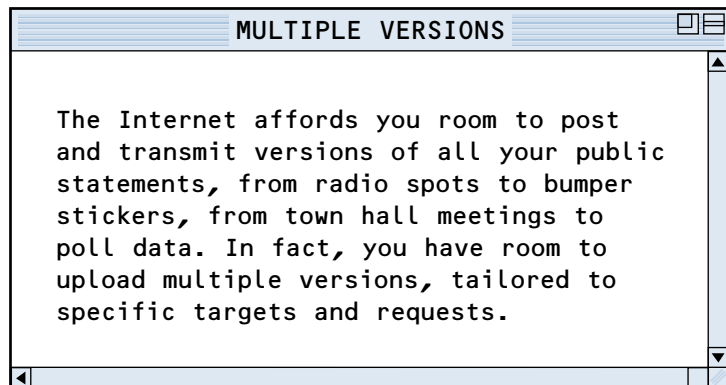 MULTIPLE VERSIONS
The Internet affords you room to post
and transmit versions of all your public
statements, from radio spots to bumper
stickers, from town hall meetings to
poll data. In fact, you have room to
upload multiple versions, tailored to
specific targets and requests.